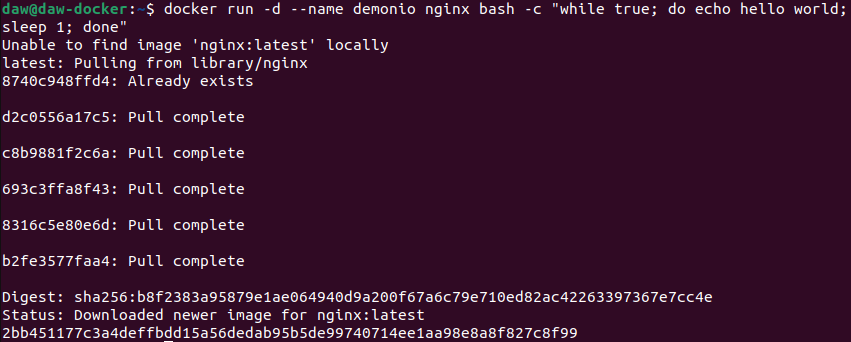 daw@daw-docker:~$ docker run -d --name demonio nginx bash -c "while true; do echo hello world;
sleep 1; done"
Unable to find image 'nginx:latest' locally
latest: Pulling from library/nginx
8740c948ffd4: Already exists
d2c0556a17c5: Pull complete
c8b9881f2c6a: Pull complete
693c3ffa8f43: Pull complete
8316c5e80e6d: Pull complete
b2fe3577faa4: Pull complete
Digest: sha256:b8f2383a95879e1ae064940d9a200f67a6c79e710ed82ac42263397367e7cc4e
Status: Downloaded newer image for nginx:latest
2bb451177c3a4deffbdd15a56dedab95b5de99740714ee1aa98e8a8f827c8f99